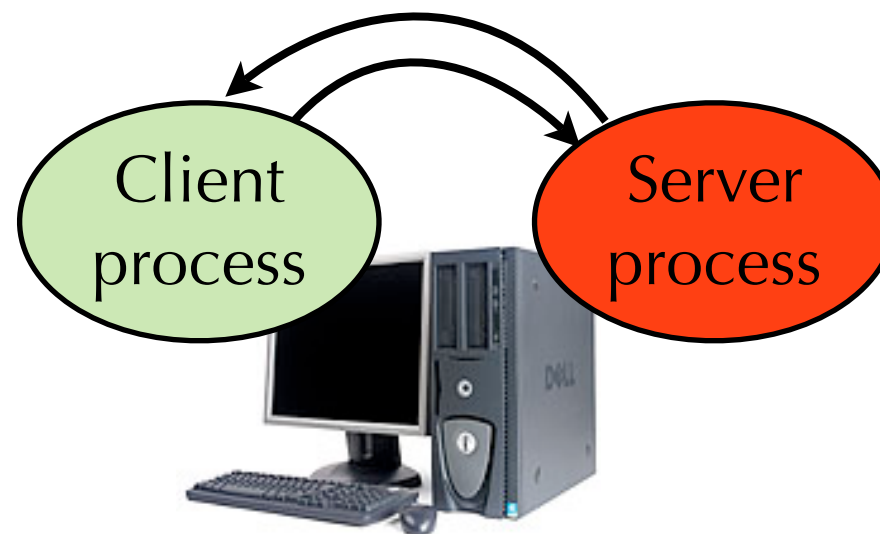 Client
process
Server
process
DELL